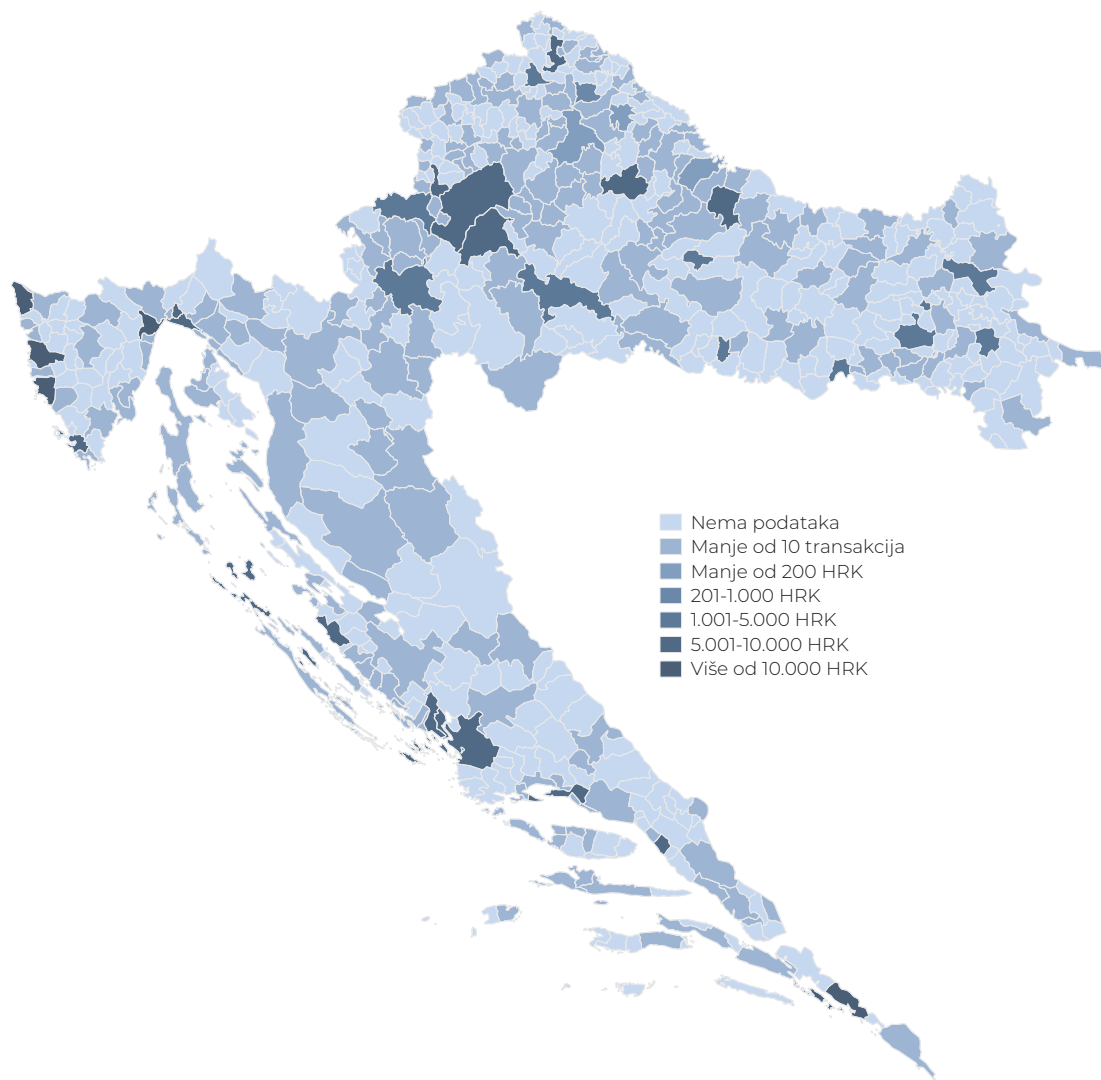 Nema podataka
Manje od 10 transakcija
Manje od 200 HRK
201-1.000 HRK
1.001-5.000 HRK
5.001-10.000 HRK
Više od 10.000 HRK